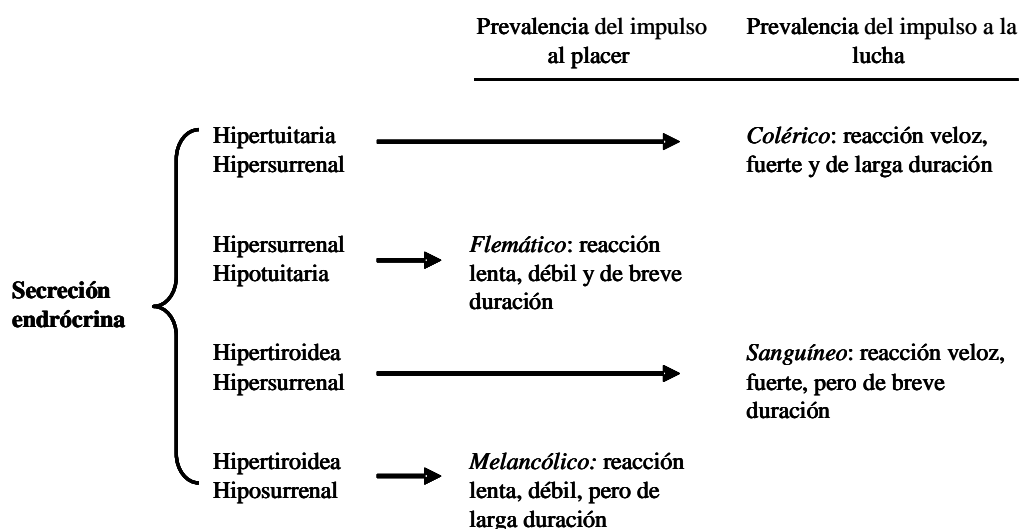 Prevalencia del impulso
al placer
Prevalencia del impulso a la
lucha
Hipertuitaria
Hipersurrenal
Colérico: reacción veloz,
fuerte y de larga duración
Hipersurrenal
Hipotuitaria
Flemático: reacción
lenta, débil y de breve
duración
Secreción
endrócrina
Hipertiroidea
Hipersurrenal
Sanguíneo: reacción veloz,
fuerte, pero de breve
duración
Hipertiroidea
Hiposurrenal
Melancólico: reacción
lenta, débil, pero de
larga duración